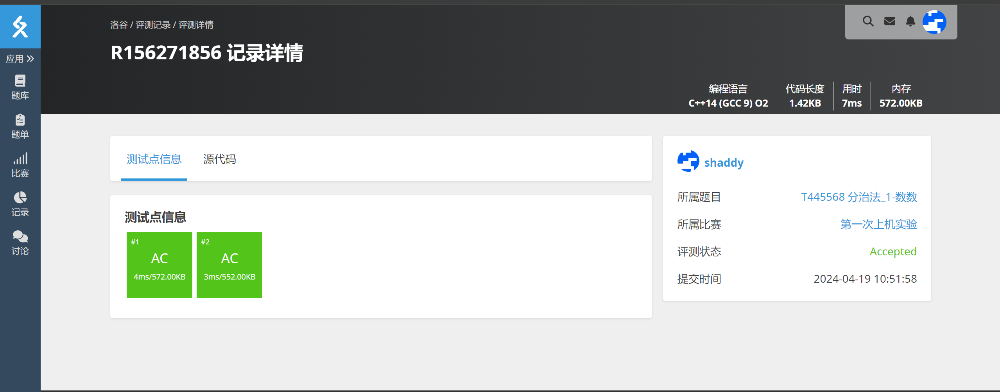 洛谷 / 评测记录 / 评测详情
R156271856 记录详情
应用
题库
题单
比赛
记录
讨论
编程语言 代码长度 用时 内存
C++14 (GCC 9) O2 1.42KB 7ms 572.00KB
测试点信息 源代码
测试点信息
#1
AC
4ms/572.00KB
#2
AC
3ms/552.00KB
shaddy
所属题目 T445568 分治法_1-数数
所属比赛 第一次上机实验
评测状态 Accepted
提交时间 2024-04-19 10:51:58